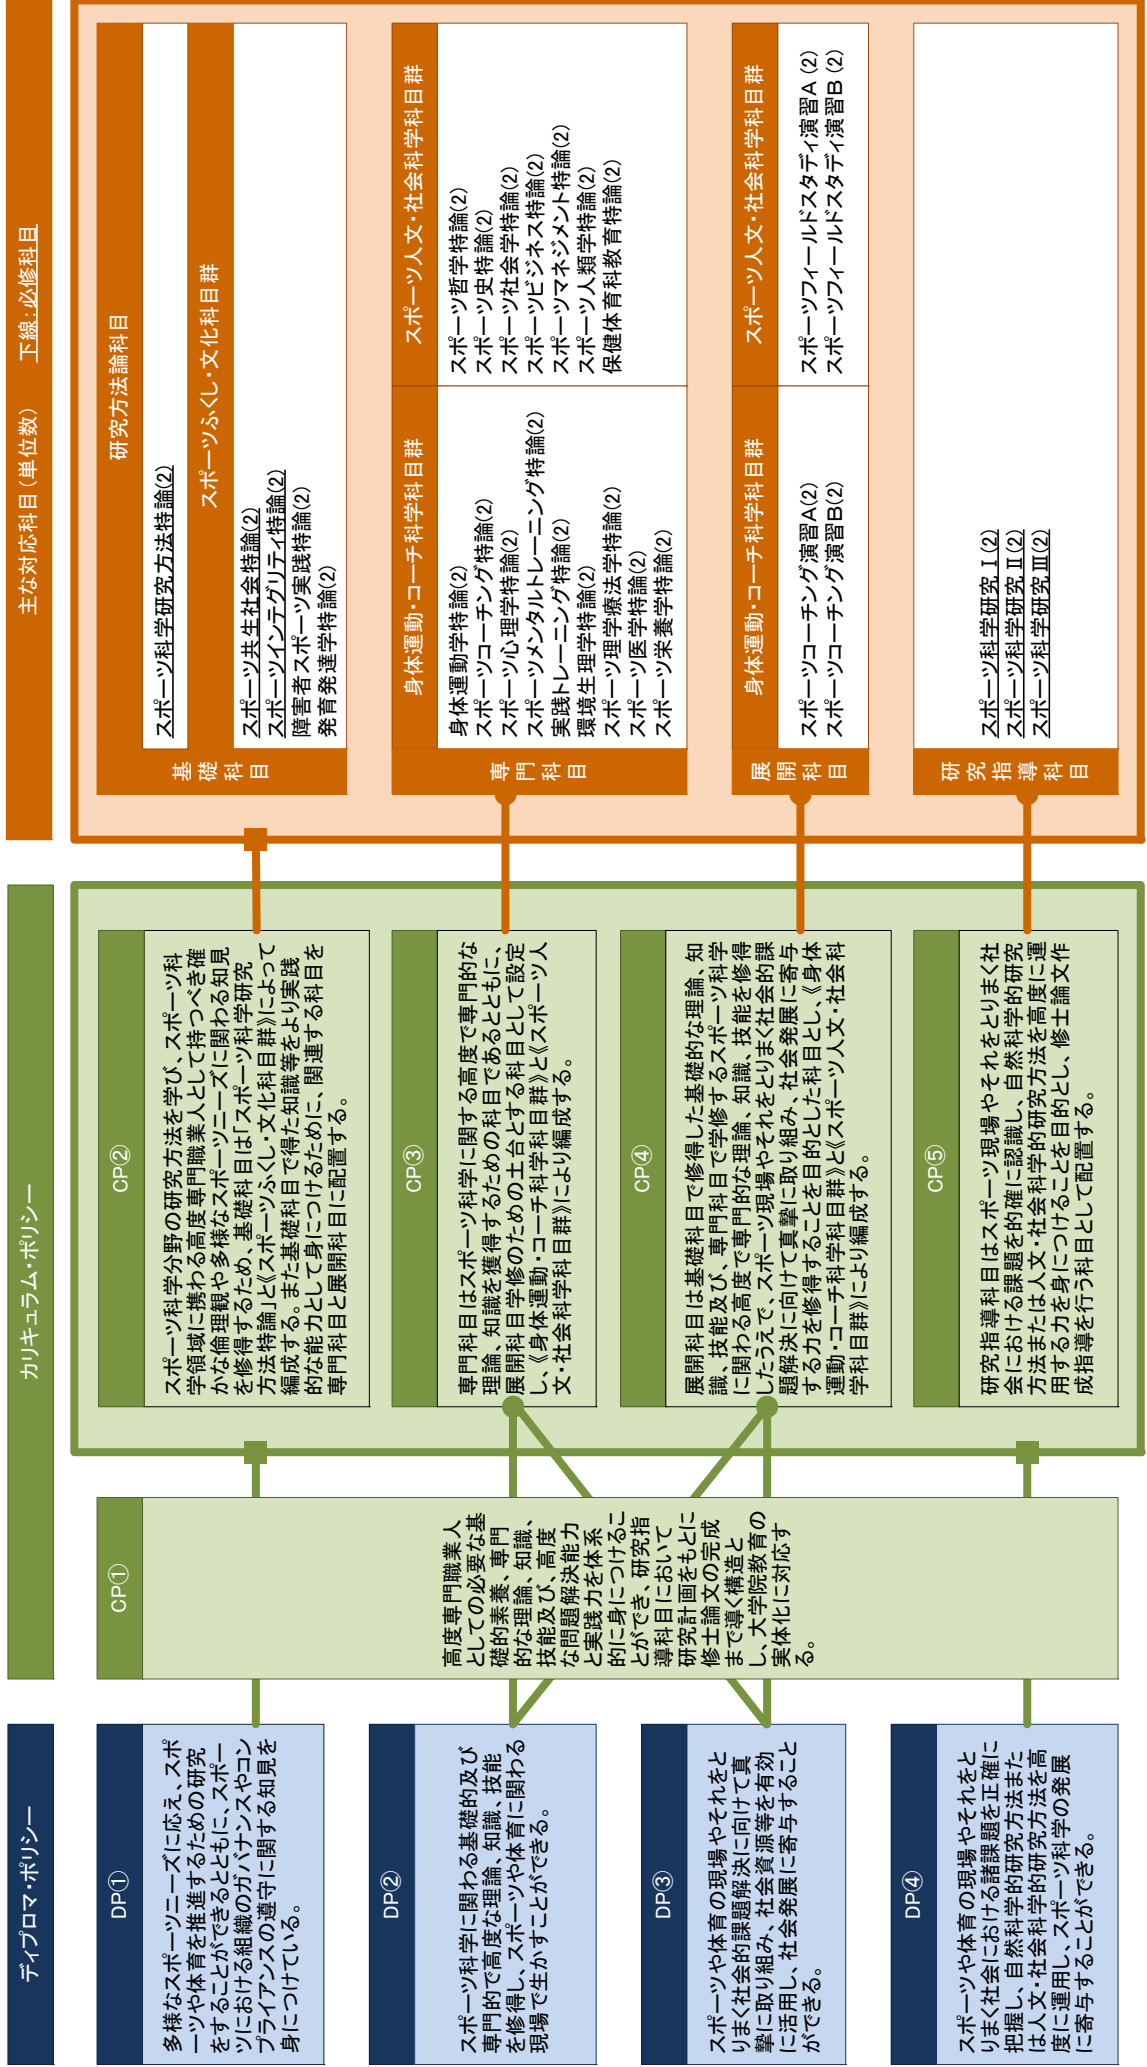 ディプロマ・ポリシー
DP①
多様なスポーツニーズに応え、スポ
ーツや体育を推進するための研究
をすることができるとともに、スポー
ツにおける組織のガバナンスやコン
プライアンスの遵守に関する知見を
身につけている。
DP②
スポーツ科学に関わる基礎的及び
専門的で高度な理論、知識、技能
を修得し、スポーツや体育に関わる
現場で生かすことができる。
DP③
スポーツや体育の現場やそれをと
りまく社会的課題解決に向けて真
摯に取り組み、社会資源等を有効
に活用し、社会発展に寄与すること
ができる。
DP④
スポーツや体育の現場やそれをと
りまく社会における諸課題を正確に
把握し、自然科学的研究方法また
は人文・社会科学的研究方法を高
度に運用し、スポーツ科学の発展
に寄与することができる。
カリキュラム・ポリシー
CP①
高度専門職業人
としての必要な基
礎的素養、専門
的な理論、知識、
技能及び、高度
な問題解決能力
と実践力を体系
的に身につけるこ
とができ、研究指
導科目において
研究計画をもとに
修士論文の完成
まで導く構造と
し、大学院教育の
実体化に対応す
る。
CP②
スポーツ科学分野の研究方法を学び、スポーツ科
学領域に携わる高度専門職業人として持つべき確
かな倫理観や多様なスポーツニーズに関わる知見
を修得するため、基礎科目は「スポーツ科学研究
方法特論」と《スポーツふくし・文化科目群》によって
編成する。また基礎科目で得た知識等をより実践
的な能力として身につけるために、関連する科目を
専門科目と展開科目に配置する。
CP③
専門科目はスポーツ科学に関する高度で専門的な
理論、知識を獲得するための科目であるとともに、
展開科目学修のための土台とする科目として設定
し、《身体運動・コーチ科学科目群》と《スポーツ人
文・社会科学科目群》により編成する。
CP④
展開科目は基礎科目で修得した基礎的な理論、知
識、技能及び、専門科目で学修するスポーツ科学
に関わる高度で専門的な理論、知識、技能を修得
したうえで、スポーツ現場やそれをとりまく社会的課
題解決に向けて真摯に取り組み、社会発展に寄与
する力を修得することを目的とした科目とし、《身体
運動・コーチ科学科目群》と《スポーツ人文・社会科
学科目群》により編成する。
CP⑤
研究指導科目はスポーツ現場やそれをとりまく社
会における課題を的確に認識し、自然科学的研究
方法または人文・社会科学的研究方法を高度に運
用する力を身につけることを目的とし、修士論文作
成指導を行う科目として配置する。
主な対応科目(単位数) 下線:必修科目
基礎科目
研究方法論科目
スポーツ科学研究方法特論(2)
スポーツふくし・文化科目群
スポーツ共生社会特論(2)
スポーツインテグリティ特論(2)
障害者スポーツ実践特論(2)
発育発達学特論(2)
専門科目
身体運動・コーチ科学科目群
身体運動学特論(2)
スポーツコーチング特論(2)
スポーツ心理学特論(2)
スポーツメンタルトレーニング特論(2)
実践トレーニング特論(2)
環境生理学特論(2)
スポーツ理学療法学特論(2)
スポーツ医学特論(2)
スポーツ栄養学特論(2)
スポーツ人文・社会科学科目群
スポーツ哲学特論(2)
スポーツ史特論(2)
スポーツ社会学特論(2)
スポーツビジネス特論(2)
スポーツマネジメント特論(2)
スポーツ人類学特論(2)
保健体育科教育特論(2)
展開科目
身体運動・コーチ科学科目群
スポーツコーチング演習A(2)
スポーツコーチング演習B(2)
スポーツ人文・社会科学科目群
スポーツフィールドスタディ演習A (2)
スポーツフィールドスタディ演習B (2)
研究指導科目
スポーツ科学研究Ⅰ(2)
スポーツ科学研究Ⅱ(2)
スポーツ科学研究Ⅲ(2)